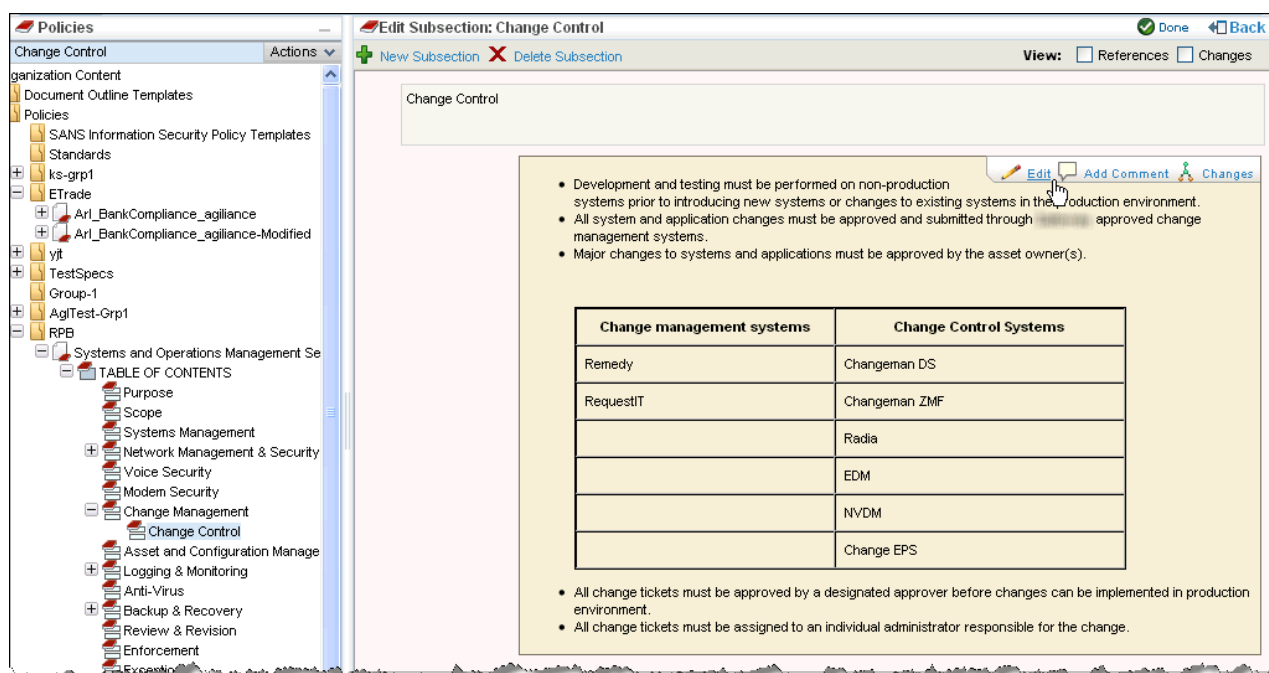 Policies
Change Control Actions
ganization Content
Document Outline Templates
Policies
SANS Information Security Policy Templates
Standards
ks-grp1
ETrade
Arl_BankCompliance_agiliance
Arl_BankCompliance_agiliance-Modified
yjt
TestSpecs
Group-1
AglTest-Grp1
RPB
Systems and Operations Management Se
TABLE OF CONTENTS
Purpose
Scope
Systems Management
Network Management & Security
Voice Security
Modem Security
Change Management
Change Control
Asset and Configuration Manage
Logging & Monitoring
Anti-Virus
Backup & Recovery
Review & Revision
Enforcement
Edit Subsection: Change Control Done Back
New Subsection Delete Subsection View: References Changes
Change Control
Edit Add Comment Changes
• Development and testing must be performed on non-production
systems prior to introducing new systems or changes to existing systems in the production environment.
• All system and application changes must be approved and submitted through approved change
management systems.
• Major changes to systems and applications must be approved by the asset owner(s).
Change management systems Change Control Systems
Remedy Changeman DS
RequestIT Changeman ZMF
Radia
EDM
NVDM
Change EPS
• All change tickets must be approved by a designated approver before changes can be implemented in production
environment.
• All change tickets must be assigned to an individual administrator responsible for the change.